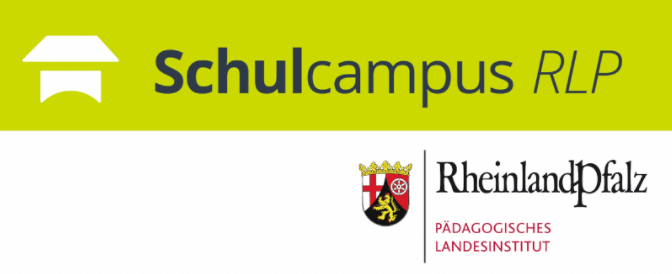 Schulcampus RLP
RheinlandPfalz
PÄDAGOGISCHES
LANDESINSTITUT